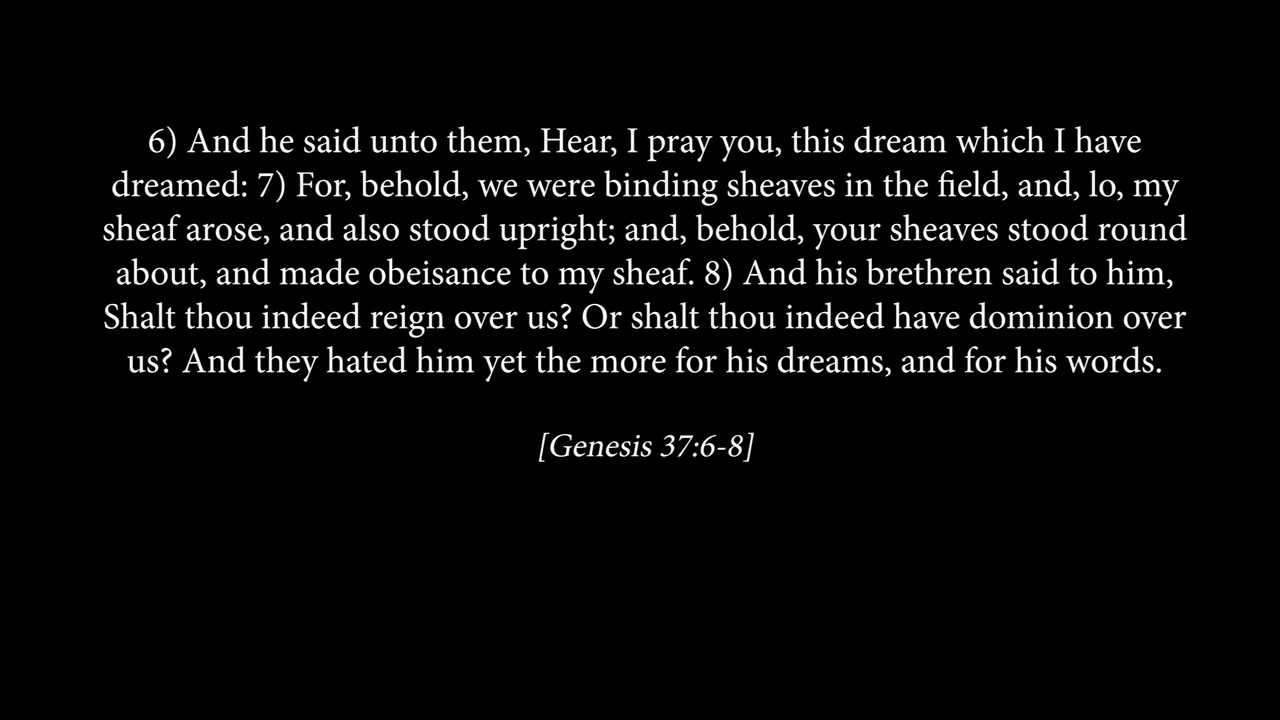 6) And he said unto them, Hear, I pray you, this dream which I have
dreamed: 7) For, behold, we were binding sheaves in the field, and, lo, my
sheaf arose, and also stood upright; and, behold, your sheaves stood round
about, and made obeisance to my sheaf. 8) And his brethren said to him,
Shalt thou indeed reign over us? Or shalt thou indeed have dominion over
us? And they hated him yet the more for his dreams, and for his words.
[Genesis 37:6-8]